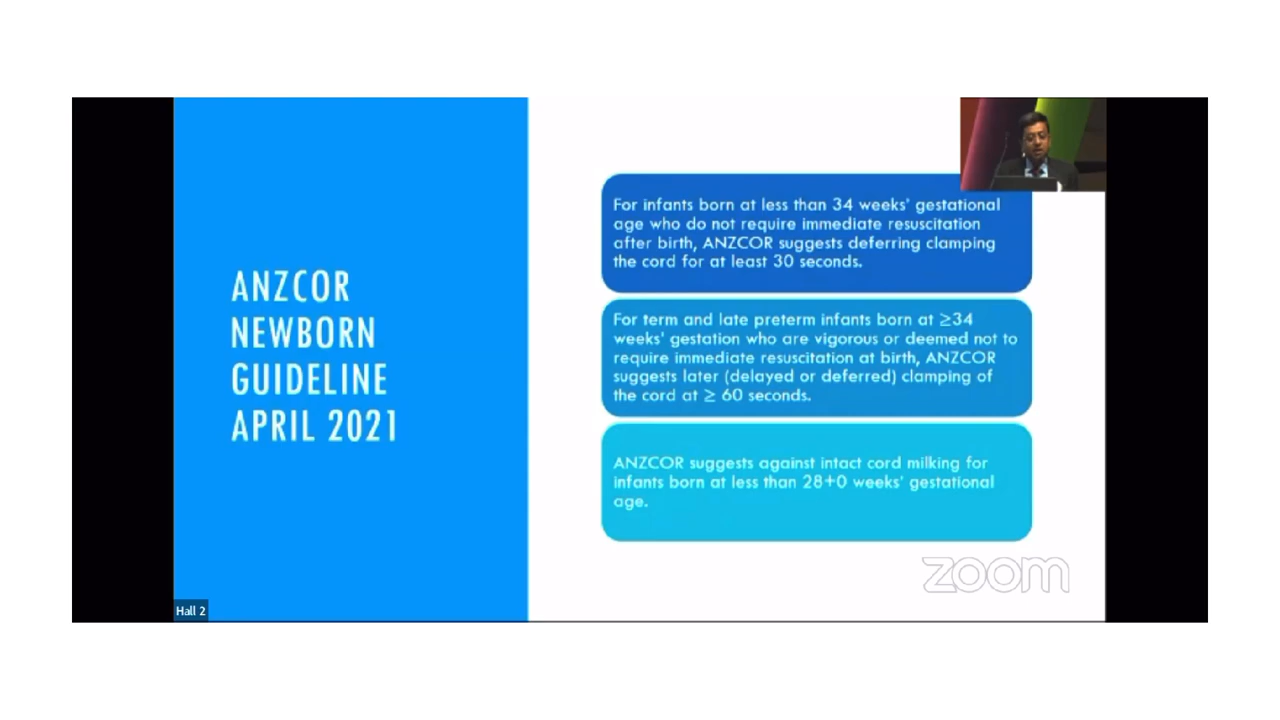 ANZCOR
NEWBORN
GUIDELINE
APRIL 2021
For infants born at less than 34 weeks' gestational
age who do not require immediate resuscitation
after birth, ANZCOR suggests deferring clamping
the cord for at least 30 seconds.
For term and late preterm infants born at ≥34
weeks' gestation who are vigorous or deemed not to
require immediate resuscitation at birth, ANZCOR
suggests later (delayed or deferred) clamping of
the cord at ≥ 60 seconds.
ANZCOR suggests against intact cord milking for
infants born at less than 28+0 weeks' gestational
age.
zoom
Hall 2